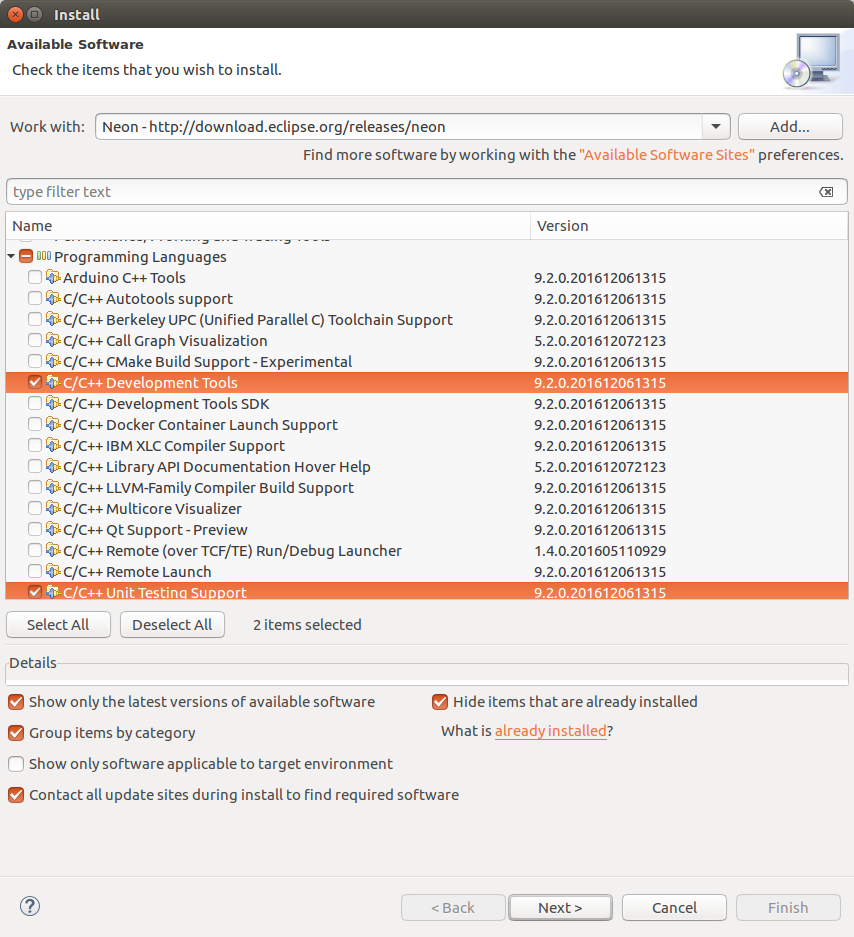 Install
Available Software
Check the items that you wish to install.
Work with: Neon - http://download.eclipse.org/releases/neon Add...
Find more software by working with the "Available Software Sites" preferences.
type filter text
Name Version
Performance, Profiling and Tracing Tools
Programming Languages
Arduino C++ Tools 9.2.0.201612061315
C/C++ Autotools support 9.2.0.201612061315
C/C++ Berkeley UPC (Unified Parallel C) Toolchain Support 9.2.0.201612061315
C/C++ Call Graph Visualization 5.2.0.201612072123
C/C++ CMake Build Support - Experimental 9.2.0.201612061315
C/C++ Development Tools 9.2.0.201612061315
C/C++ Development Tools SDK 9.2.0.201612061315
C/C++ Docker Container Launch Support 9.2.0.201612061315
C/C++ IBM XLC Compiler Support 9.2.0.201612061315
C/C++ Library API Documentation Hover Help 5.2.0.201612072123
C/C++ LLVM-Family Compiler Build Support 9.2.0.201612061315
C/C++ Multicore Visualizer 9.2.0.201612061315
C/C++ Qt Support - Preview 9.2.0.201612061315
C/C++ Remote (over TCF/TE) Run/Debug Launcher 1.4.0.201605110929
C/C++ Remote Launch 9.2.0.201612061315
C/C++ Unit Testing Support 9.2.0.201612061315
Select All Deselect All 2 items selected
Details
Show only the latest versions of available software Hide items that are already installed
Group items by category What is already installed?
Show only software applicable to target environment
Contact all update sites during install to find required software
? < Back Next > Cancel Finish